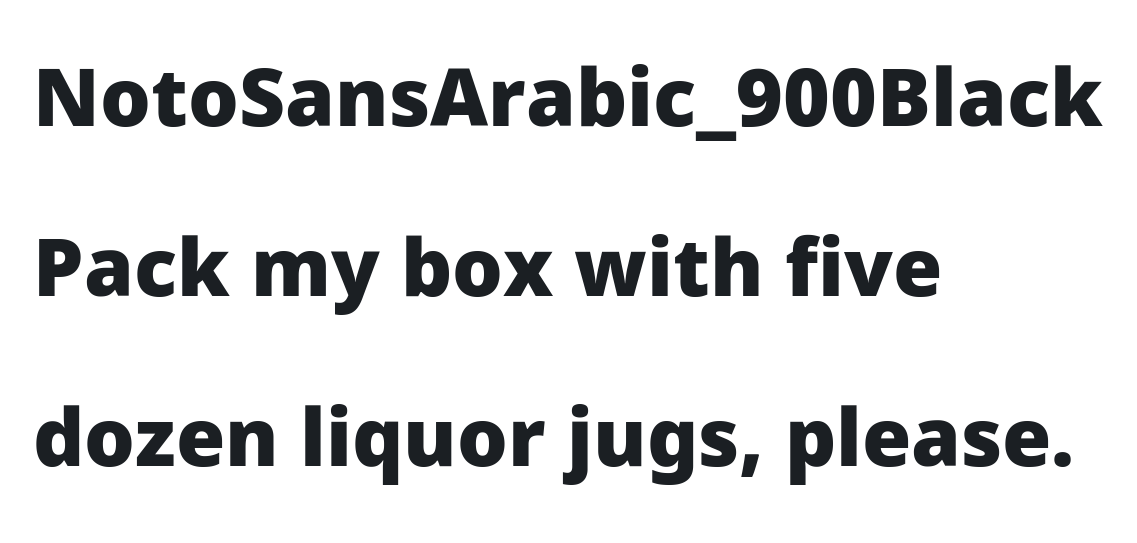 NotoSansArabic_900Black
Pack my box with five
dozen liquor jugs, please.